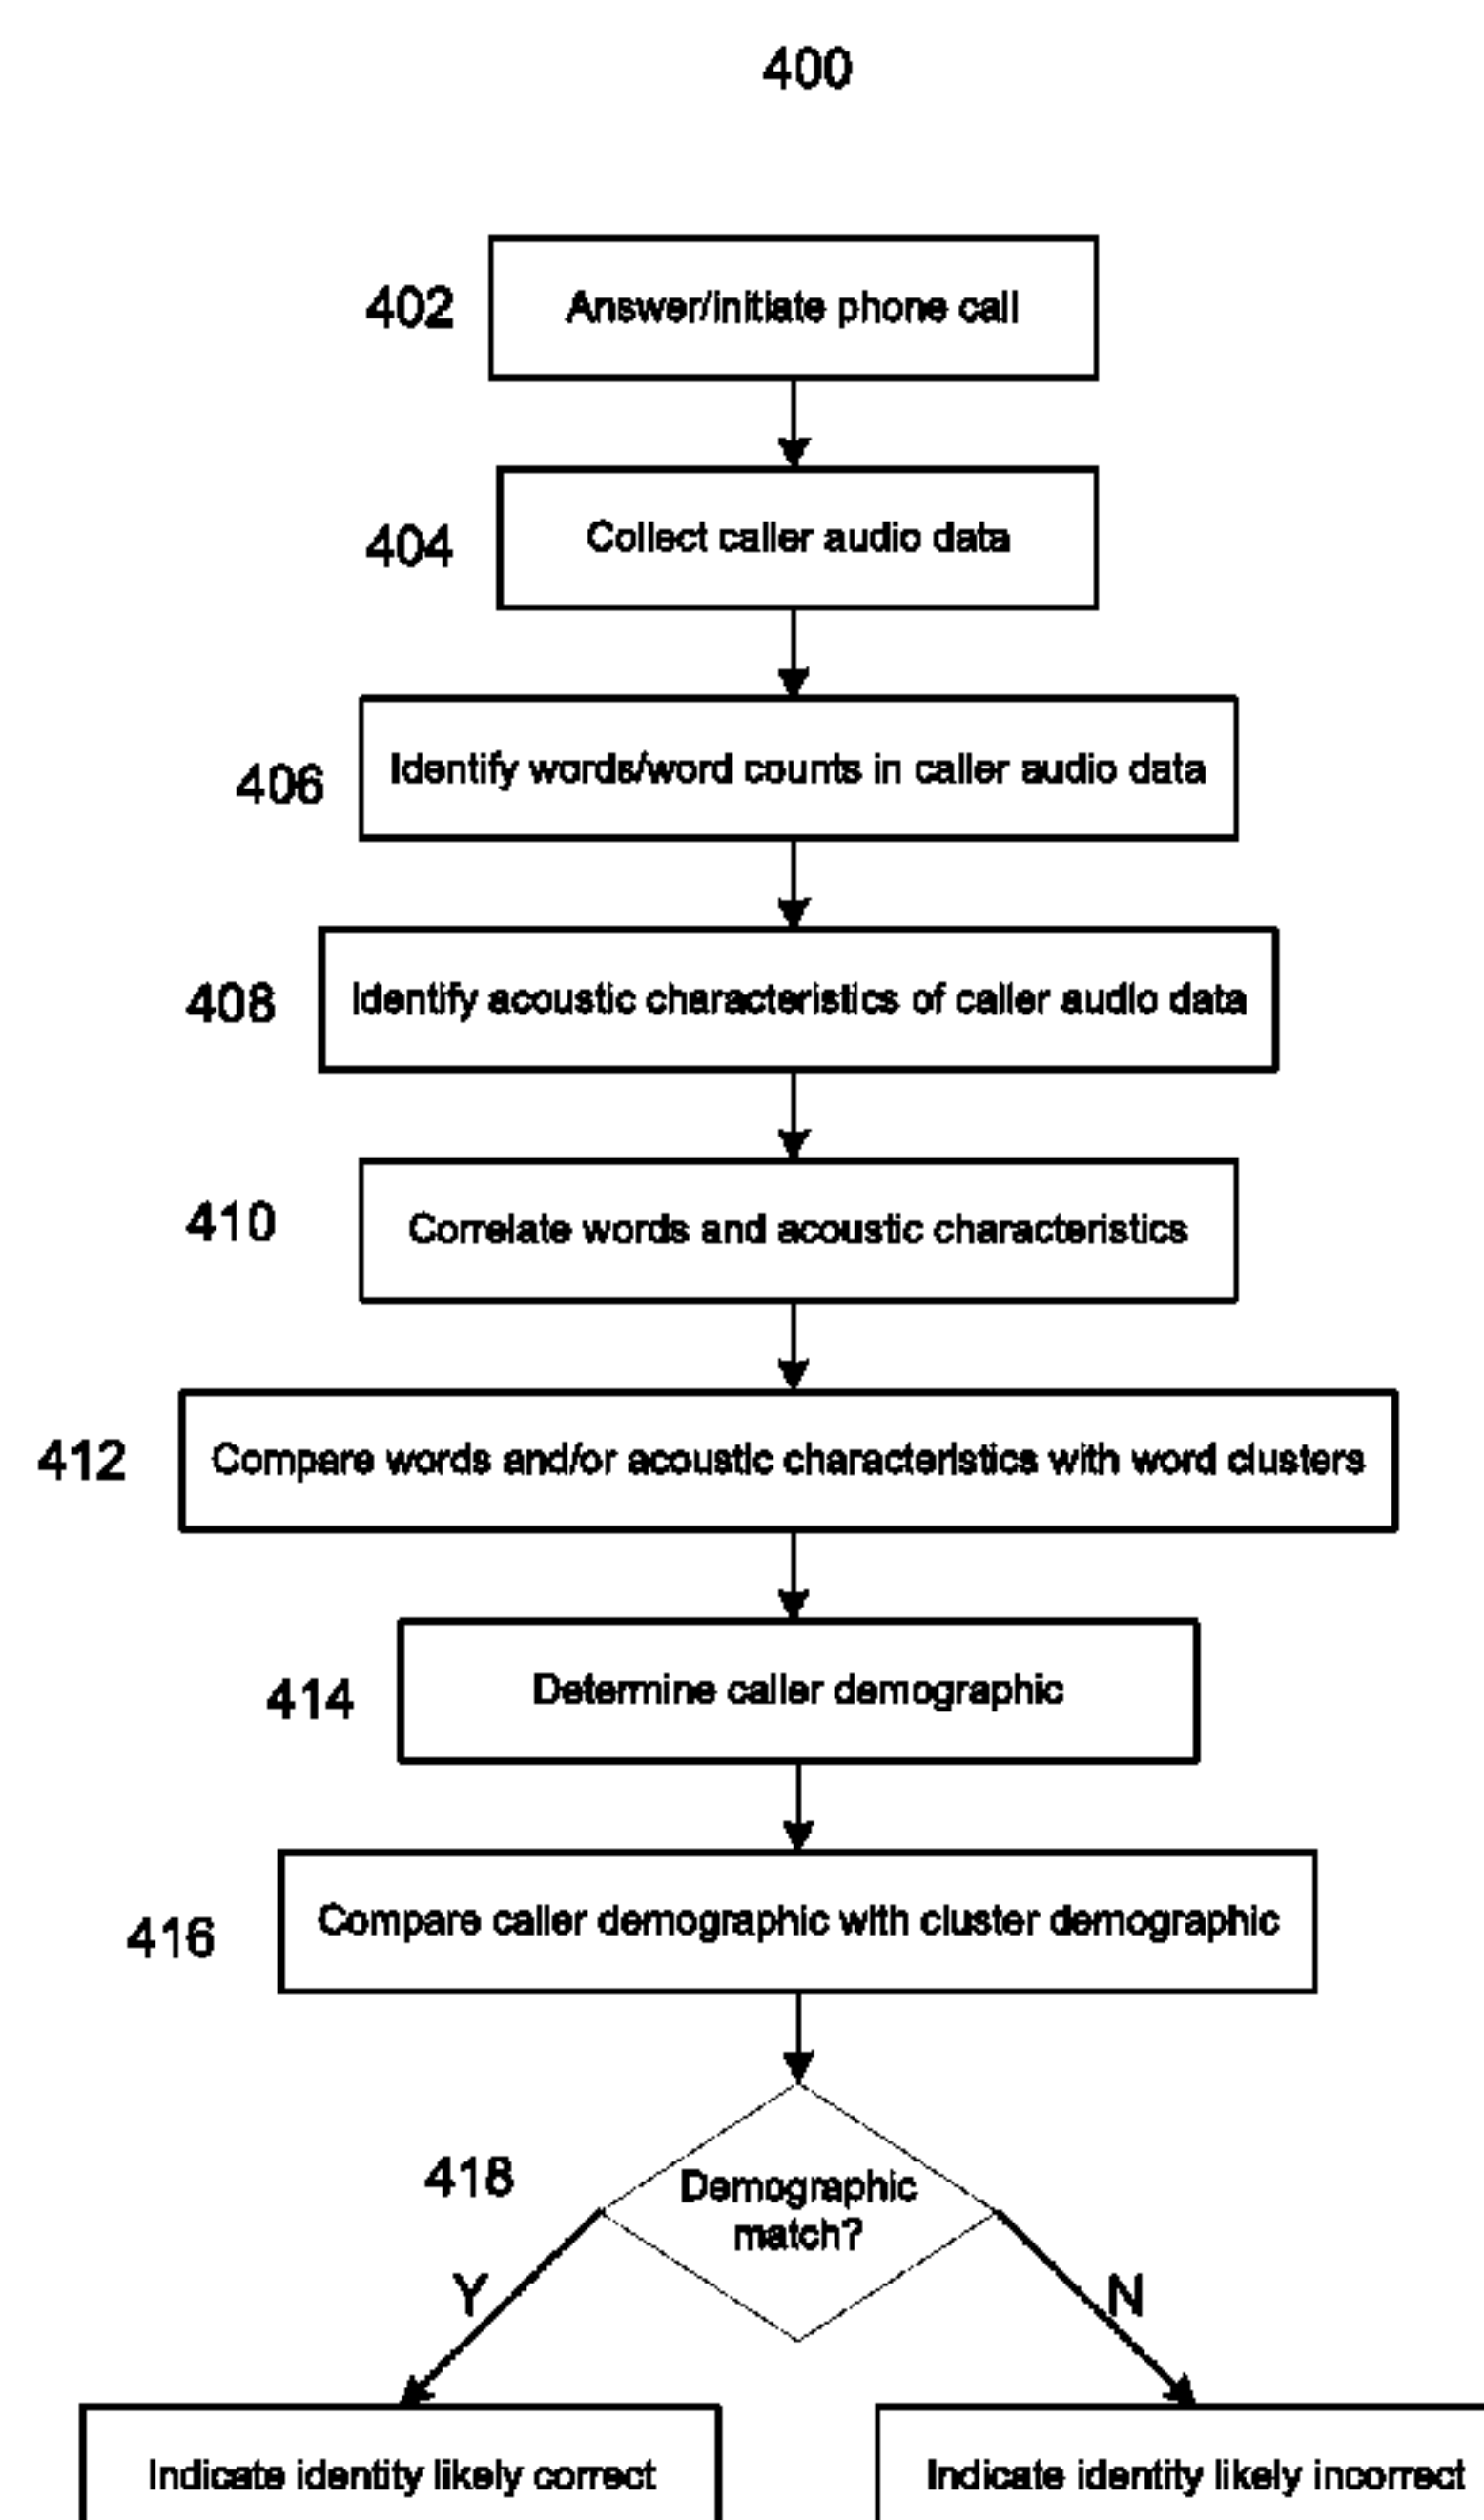 400
402
Answer/initiate phone call
404
Collect caller audio data
406
Identify words/word counts in caller audio data
408
Identify acoustic characteristics of caller audio data
410
Correlate words and acoustic characteristics
412
Compare words and/or acoustic characteristics with word clusters
414
Determine caller demographic
416
Compare caller demographic with cluster demographic
418
Demographic
match?
Y
N
Indicate identity likely correct
Indicate identity likely incorrect